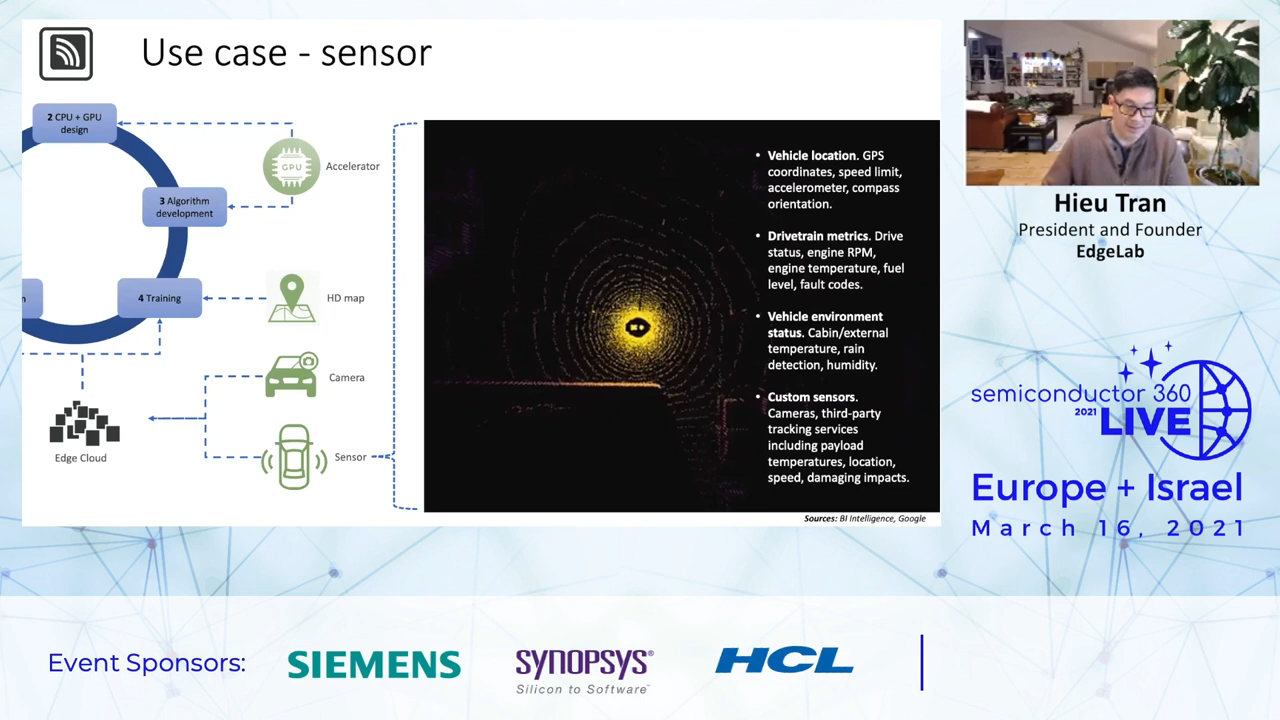 Use case - sensor
2 CPU + GPU
design
3 Algorithm
development
4 Training
n
Edge Cloud
GPU
Accelerator
HD map
Camera
Sensor
• Vehicle location. GPS
coordinates, speed limit,
accelerometer, compass
orientation.
• Drivetrain metrics. Drive
status, engine RPM,
engine temperature, fuel
level, fault codes.
• Vehicle environment
status. Cabin/external
temperature, rain
detection, humidity.
• Custom sensors.
Cameras, third-party
tracking services
including payload
temperatures, location,
speed, damaging impacts.
Sources: BI Intelligence, Google
Hieu Tran
President and Founder
EdgeLab
semiconductor 360
2021 LIVE
Europe + Israel
March 16, 2021
Event Sponsors:
SIEMENS
SYNOPSYS®
Silicon to Software™
HCL